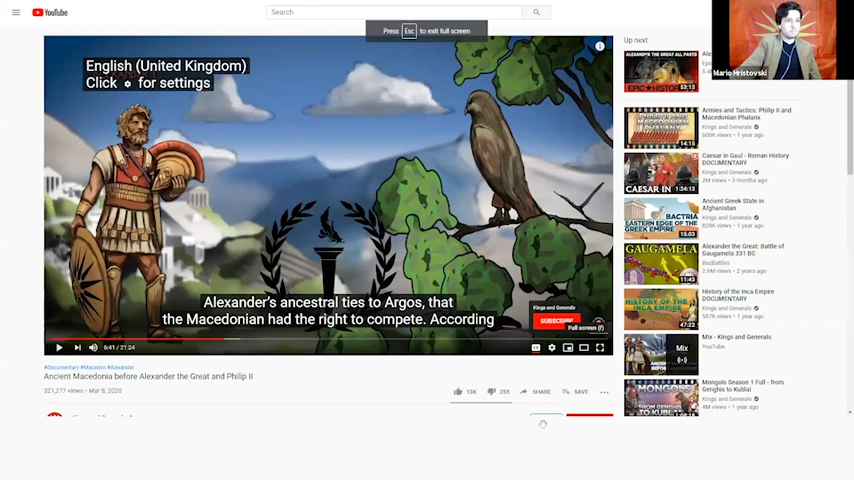 YouTube
Search
Press Esc to exit full screen
Mario Hristovski
English (United Kingdom)
Click for settings
Alexander's ancestral ties to Argos, that
the Macedonian had the right to compete. According
Kings and Generals
SUBSCRIBE
Full screen (f)
6:41 / 21:24
#Documentary #Macedon #Alexander
Ancient Macedonia before Alexander the Great and Philip II
321,277 views • Mar 8, 2020
13K
255
SHARE
SAVE
Up next
EPIC HISTORY
53:13
Armies and Tactics: Philip II and
Macedonian Phalanx
Kings and Generals
600K views • 1 year ago
14:15
CAESAR IN
1:24:13
Caesar in Gaul - Roman History
DOCUMENTARY
Kings and Generals
2M views • 3 months ago
BACTRIA
EASTERN EDGE OF
THE GREEK EMPIRE
15:03
Ancient Greek State in
Afghanistan
Kings and Generals
829K views • 1 year ago
GAUGAMELA
11:43
Alexander the Great: Battle of
Gaugamela 331 BC
BazBattles
2.6M views • 2 years ago
HISTORY OF
THE INCA EMPIRE
47:22
History of the Inca Empire
DOCUMENTARY
Kings and Generals
557K views • 1 year ago
Mix
Mix - Kings and Generals
YouTube
MONGOLS
Mongols Season 1 Full - from
Genghis to Kublai
Kings and Generals
4M views • 1 year ago